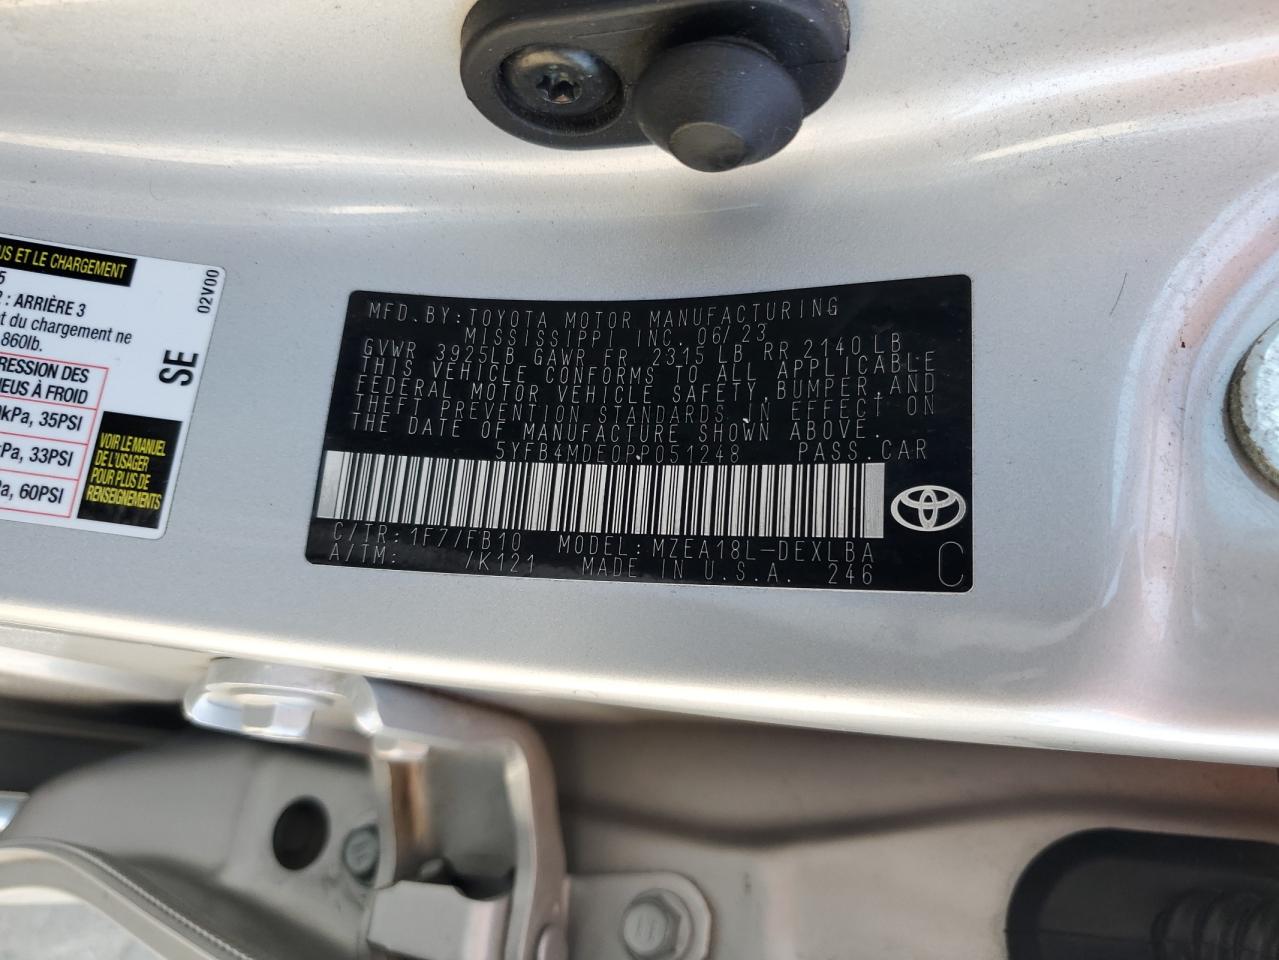 US ET LE CHARGEMENT
5
2 : ARRIÈRE 3
t du chargement ne
860lb.
RESSION DES
NEUS À FROID
0kPa, 35PSI
kPa, 33PSI
Pa, 60PSI
VOIR LE MANUEL
DE L'USAGER
POUR PLUS DE
RENSEIGNEMENTS
02V00
SE
MFD. BY: TOYOTA MOTOR MANUFACTURING
MISSISSIPPI INC. 06/23
GVWR 3925LB GAWR FR 2315 LB RR 2140 LB
THIS VEHICLE CONFORMS TO ALL APPLICABLE
FEDERAL MOTOR VEHICLE SAFETY, BUMPER, AND
THEFT PREVENTION STANDARDS IN EFFECT ON
THE DATE OF MANUFACTURE SHOWN ABOVE.
5YFB4MDE0PP051248 PASS. CAR
C/TR: 1F7/FB10 MODEL: MZEA18L-DEXLBA
A/TM: /K121 MADE IN U.S.A. 246
C